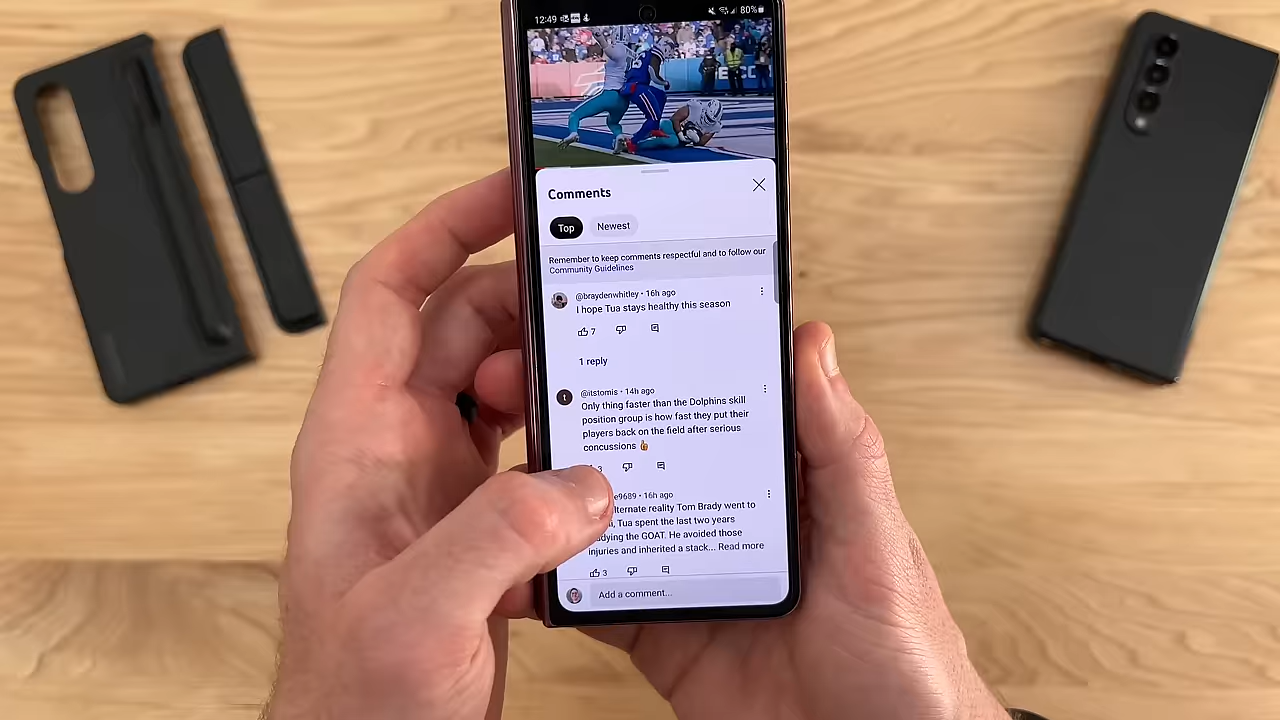 12:49
80%
ECC
Comments
Top
Newest
Remember to keep comments respectful and to follow our
Community Guidelines
@braydenwhitley • 16h ago
I hope Tua stays healthy this season
7
1 reply
t
@itstomis • 14h ago
Only thing faster than the Dolphins skill
position group is how fast they put their
players back on the field after serious
concussions 👍
3
e9689 • 16h ago
lternate reality Tom Brady went to
i, Tua spent the last two years
udying the GOAT. He avoided those
injuries and inherited a stack... Read more
3
Add a comment...